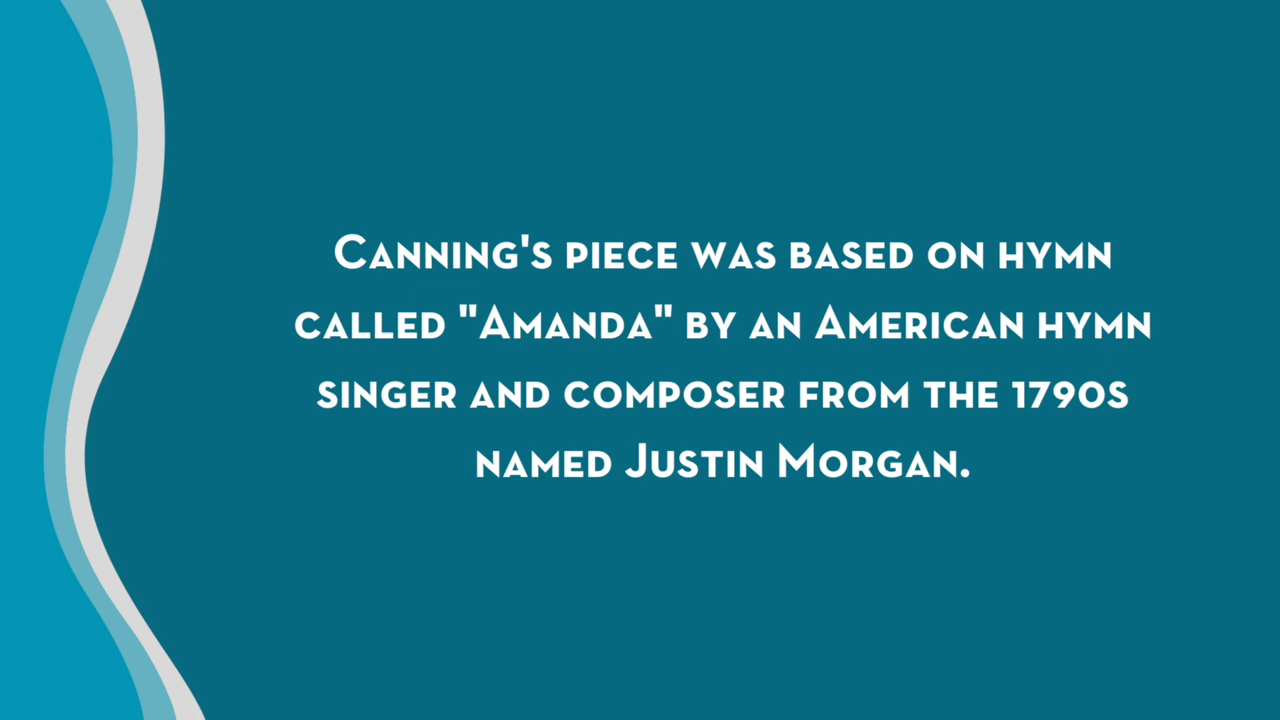 Canning's piece was based on hymn
called "Amanda" by an American hymn
singer and composer from the 1790s
named Justin Morgan.